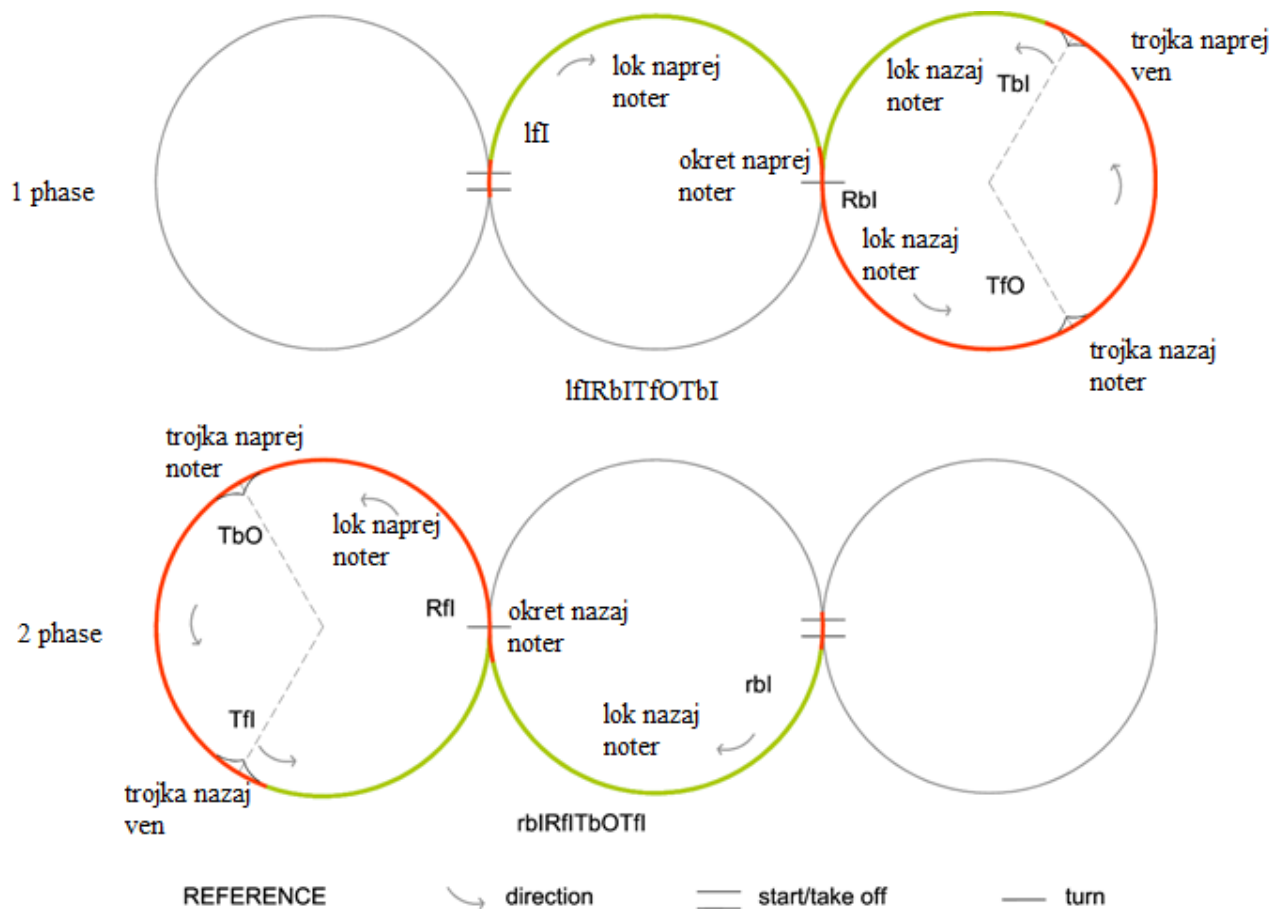 trojka naprej
ven
lok naprej
noter
lok nazaj
noter
TbI
lfI
okret naprej
noter
1 phase
RbI
lok nazaj
noter
TfO
trojka nazaj
noter
lfIRbITfOTbI
trojka naprej
noter
TbO
lok naprej
noter
RfI
okret nazaj
noter
2 phase
rbI
TfI
lok nazaj
noter
trojka nazaj
ven
rbIRfITbOTfI
REFERENCE
direction
start/take off
turn